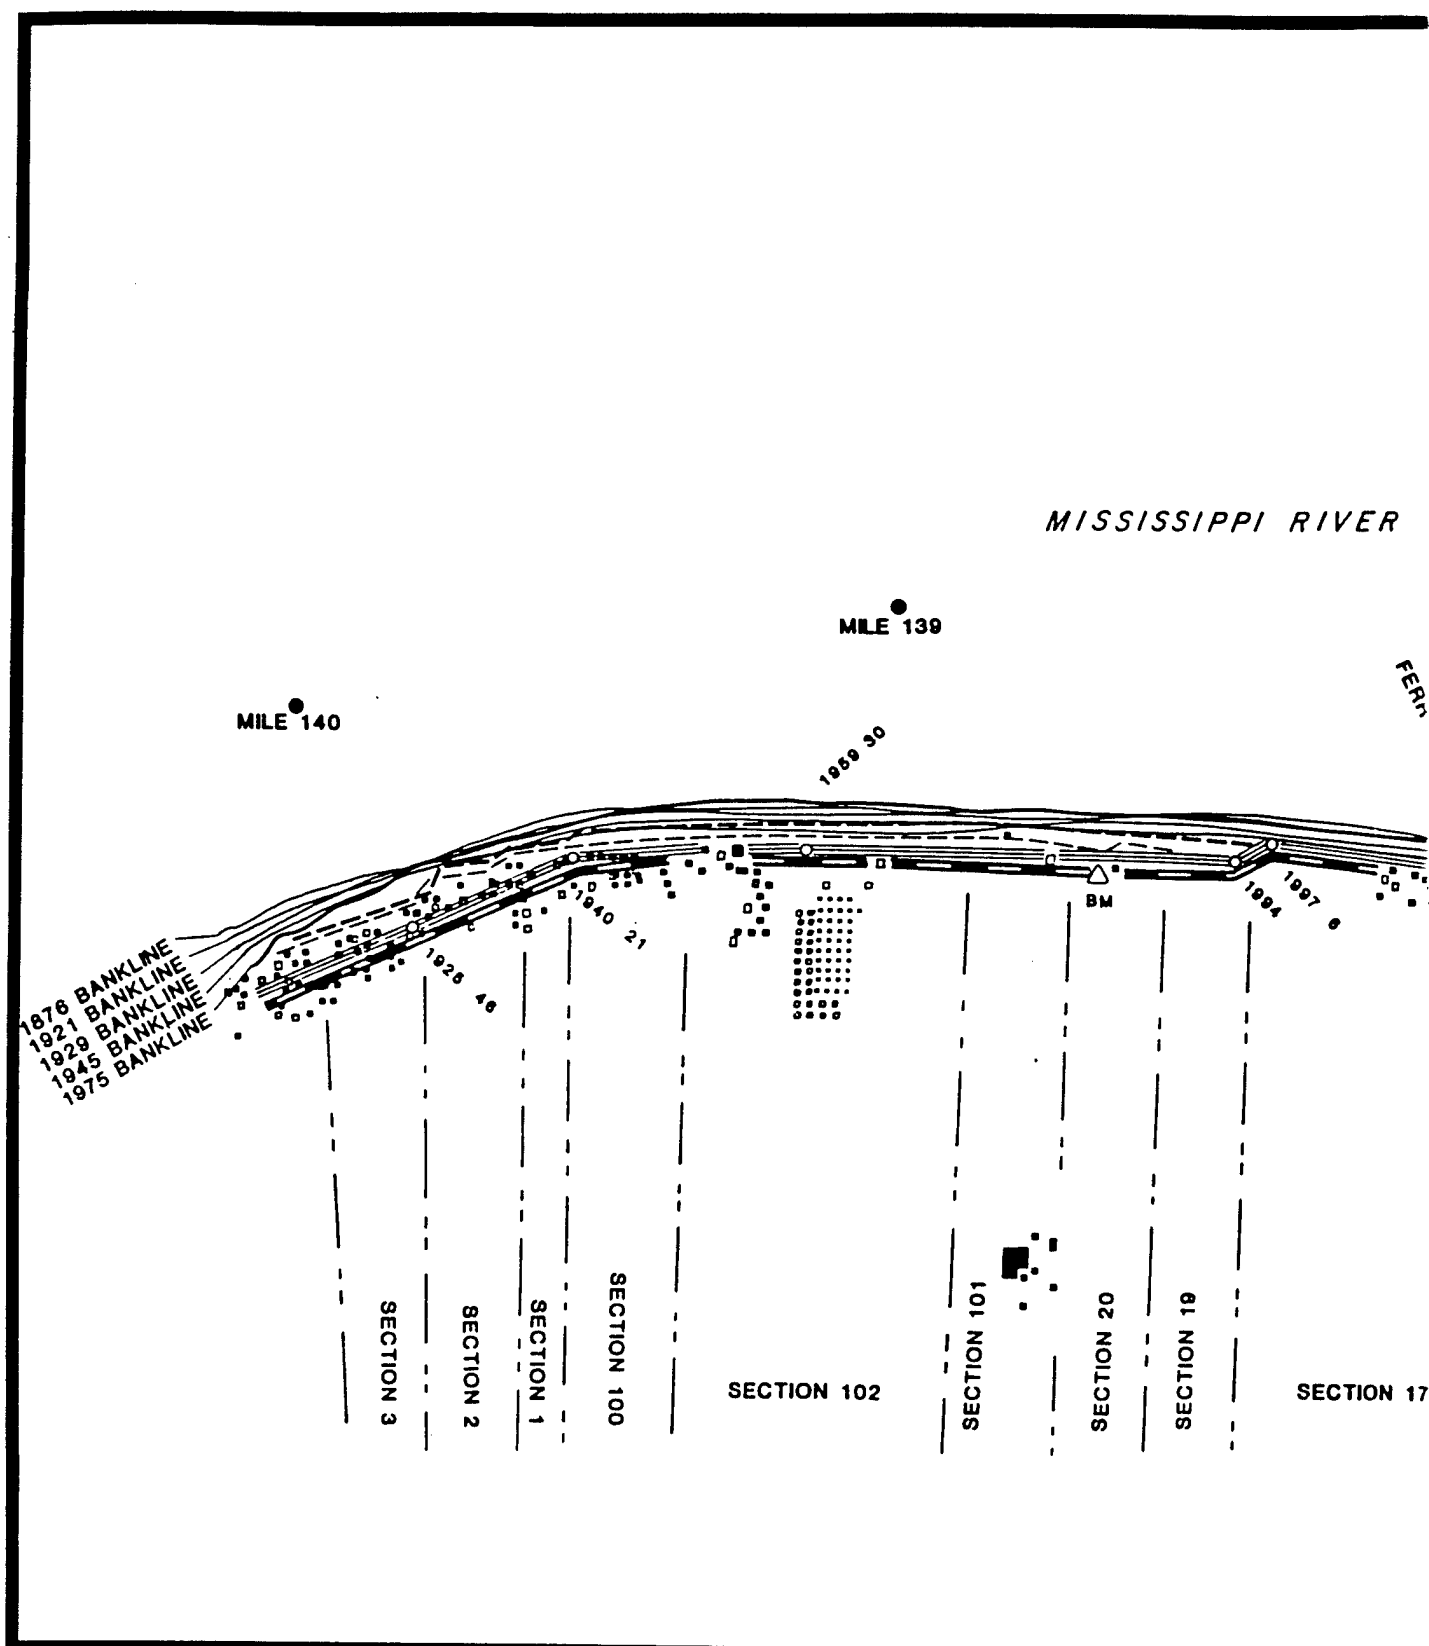 MISSISSIPPI RIVER
MILE 139
MILE 140
1959 30
BM
1997 6
1994
1940 21
1925 46
1876 BANKLINE
1921 BANKLINE
1929 BANKLINE
1945 BANKLINE
1975 BANKLINE
SECTION 3
SECTION 2
SECTION 1
SECTION 100
SECTION 102
SECTION 101
SECTION 20
SECTION 19
SECTION 17